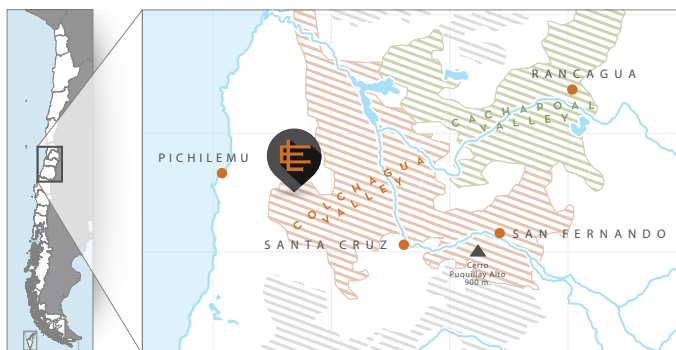 RANCAGUA
CACHAPOAL
VALLEY
PICHILEMU
COLCHAGUA
VALLEY
SANTA CRUZ
SAN FERNANDO
Cerro
Puquillay Alto
900 m.